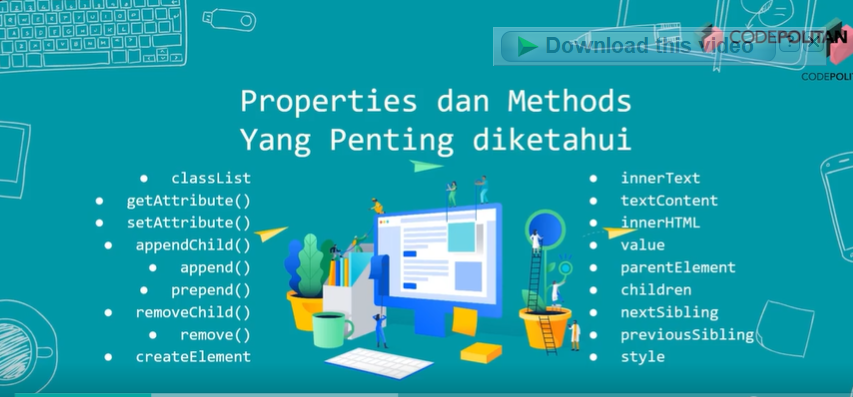 Download this video
?
CODEPOLITAN
CODEPOLIT
Properties dan Methods
Yang Penting diketahui
• classList
• getAttribute()
• setAttribute()
• appendChild()
• append()
• prepend()
• removeChild()
• remove()
• createElement
• innerText
• textContent
• innerHTML
• value
• parentElement
• children
• nextSibling
• previousSibling
• style